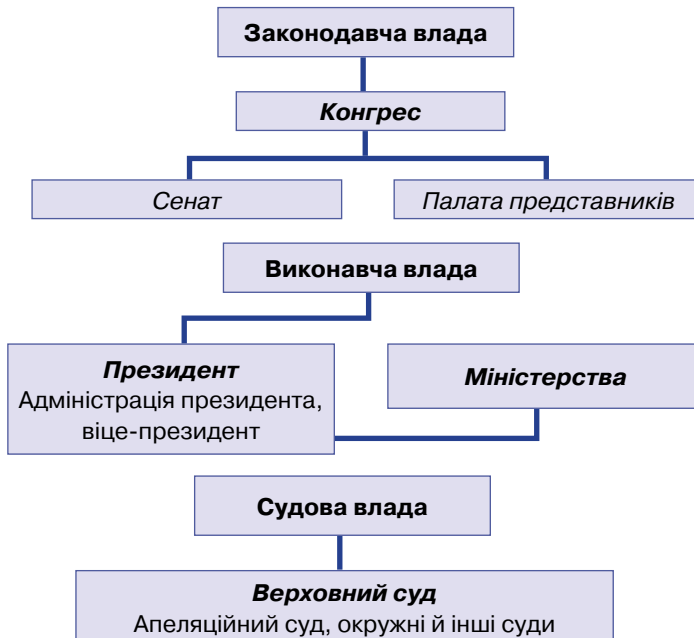 Законодавча влада
Конгрес
Сенат
Палата представників
Виконавча влада
Президент
Адміністрація президента,
віце-президент
Міністерства
Судова влада
Верховний суд
Апеляційний суд, окружні й інші суди